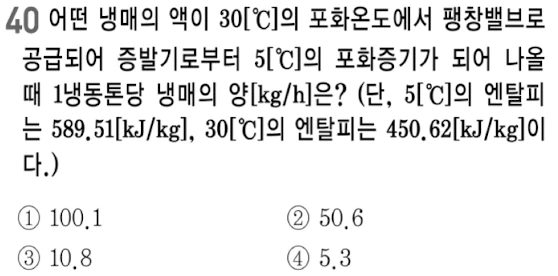 40 어떤 냉매의 액이 30[℃]의 포화온도에서 팽창밸브로
공급되어 증발기로부터 5[℃]의 포화증기가 되어 나올
때 1냉동톤당 냉매의 양[kg/h]은? (단, 5[℃]의 엔탈피
는 589.51[kJ/kg], 30[℃]의 엔탈피는 450.62[kJ/kg]이
다.)
① 100.1 ② 50.6
③ 10.8 ④ 5.3